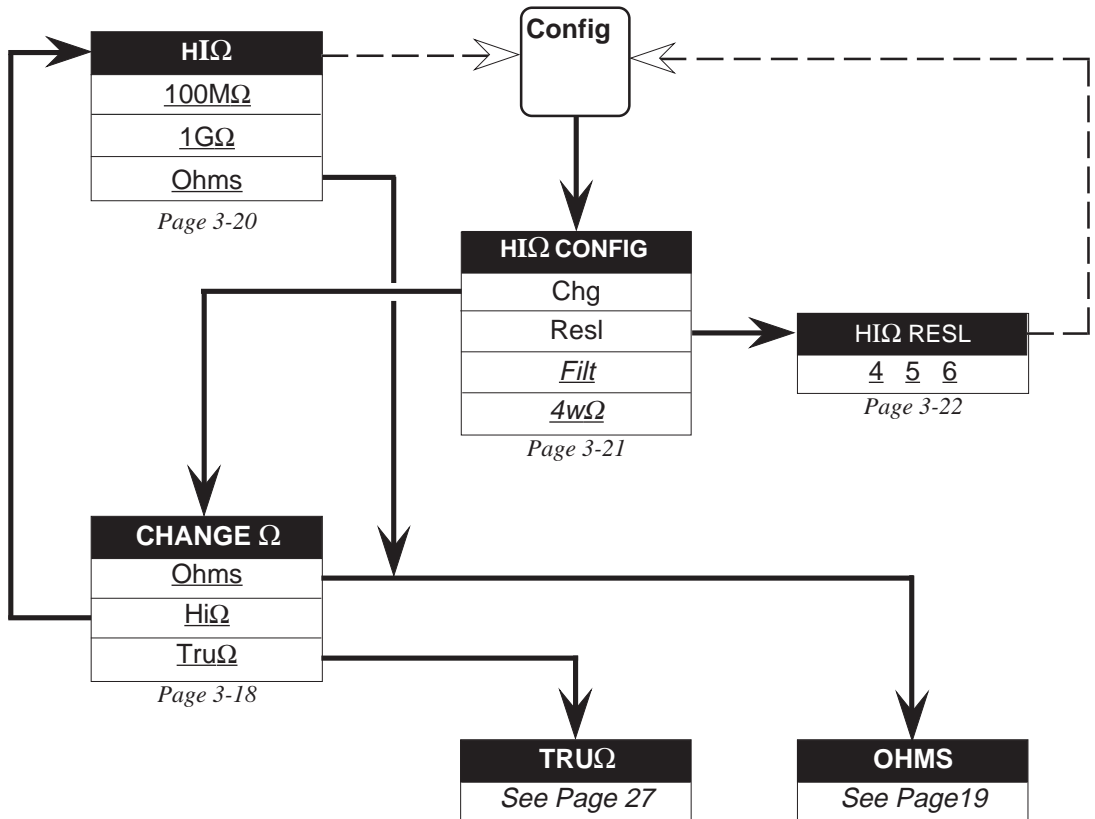 HIΩ
100MΩ
1GΩ
Ohms
Page 3-20
Config
HIΩ CONFIG
Chg
Resl
Filt
4wΩ
Page 3-21
HIΩ RESL
4 5 6
Page 3-22
CHANGE Ω
Ohms
HiΩ
TruΩ
Page 3-18
TRUΩ
See Page 27
OHMS
See Page19